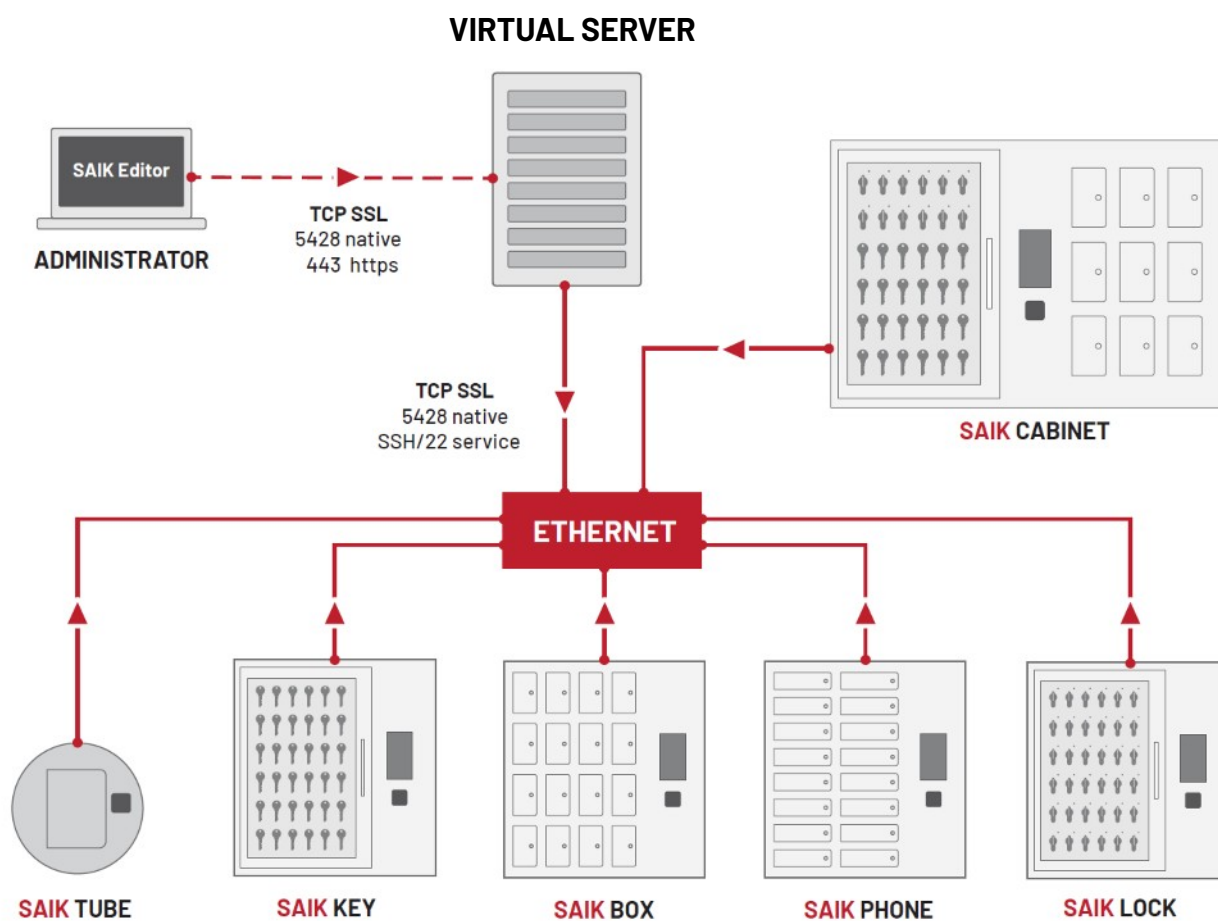 VIRTUAL SERVER
SAIK Editor
ADMINISTRATOR
TCP SSL
5428 native
443 https
SAIK CABINET
TCP SSL
5428 native
SSH/22 service
ETHERNET
SAIK TUBE
SAIK KEY
SAIK BOX
SAIK PHONE
SAIK LOCK